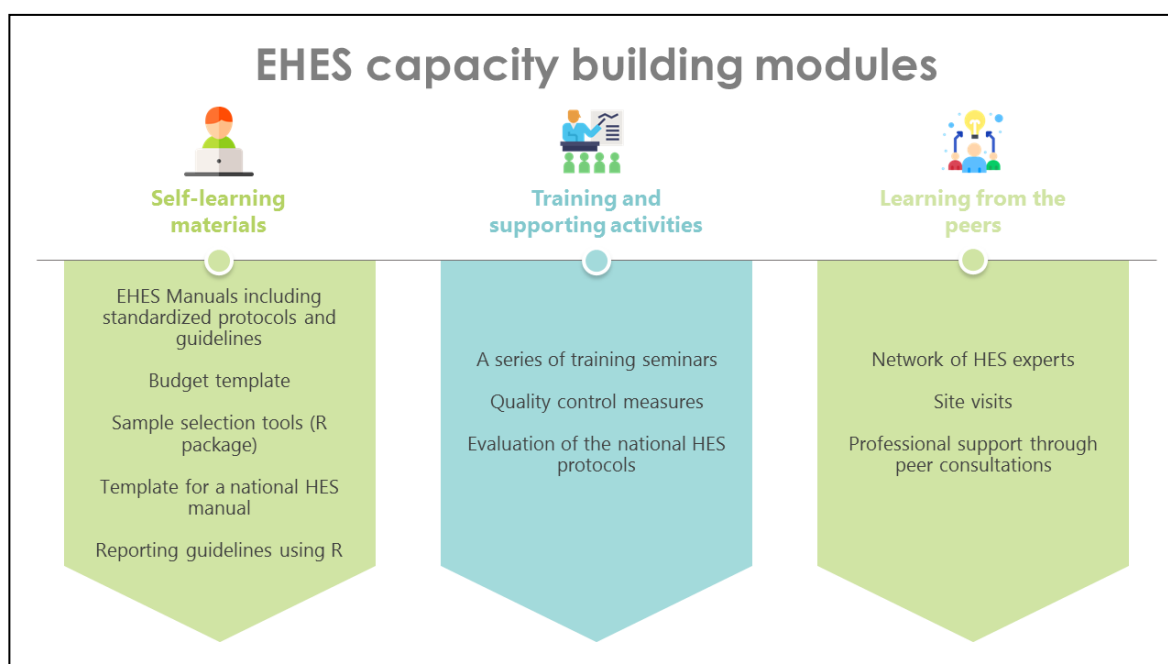 EHES capacity building modules
Self-learning
materials
EHES Manuals including
standardized protocols and
guidelines
Budget template
Sample selection tools (R
package)
Template for a national HES
manual
Reporting guidelines using R
Training and
supporting activities
A series of training seminars
Quality control measures
Evaluation of the national HES
protocols
Learning from the
peers
Network of HES experts
Site visits
Professional support through
peer consultations